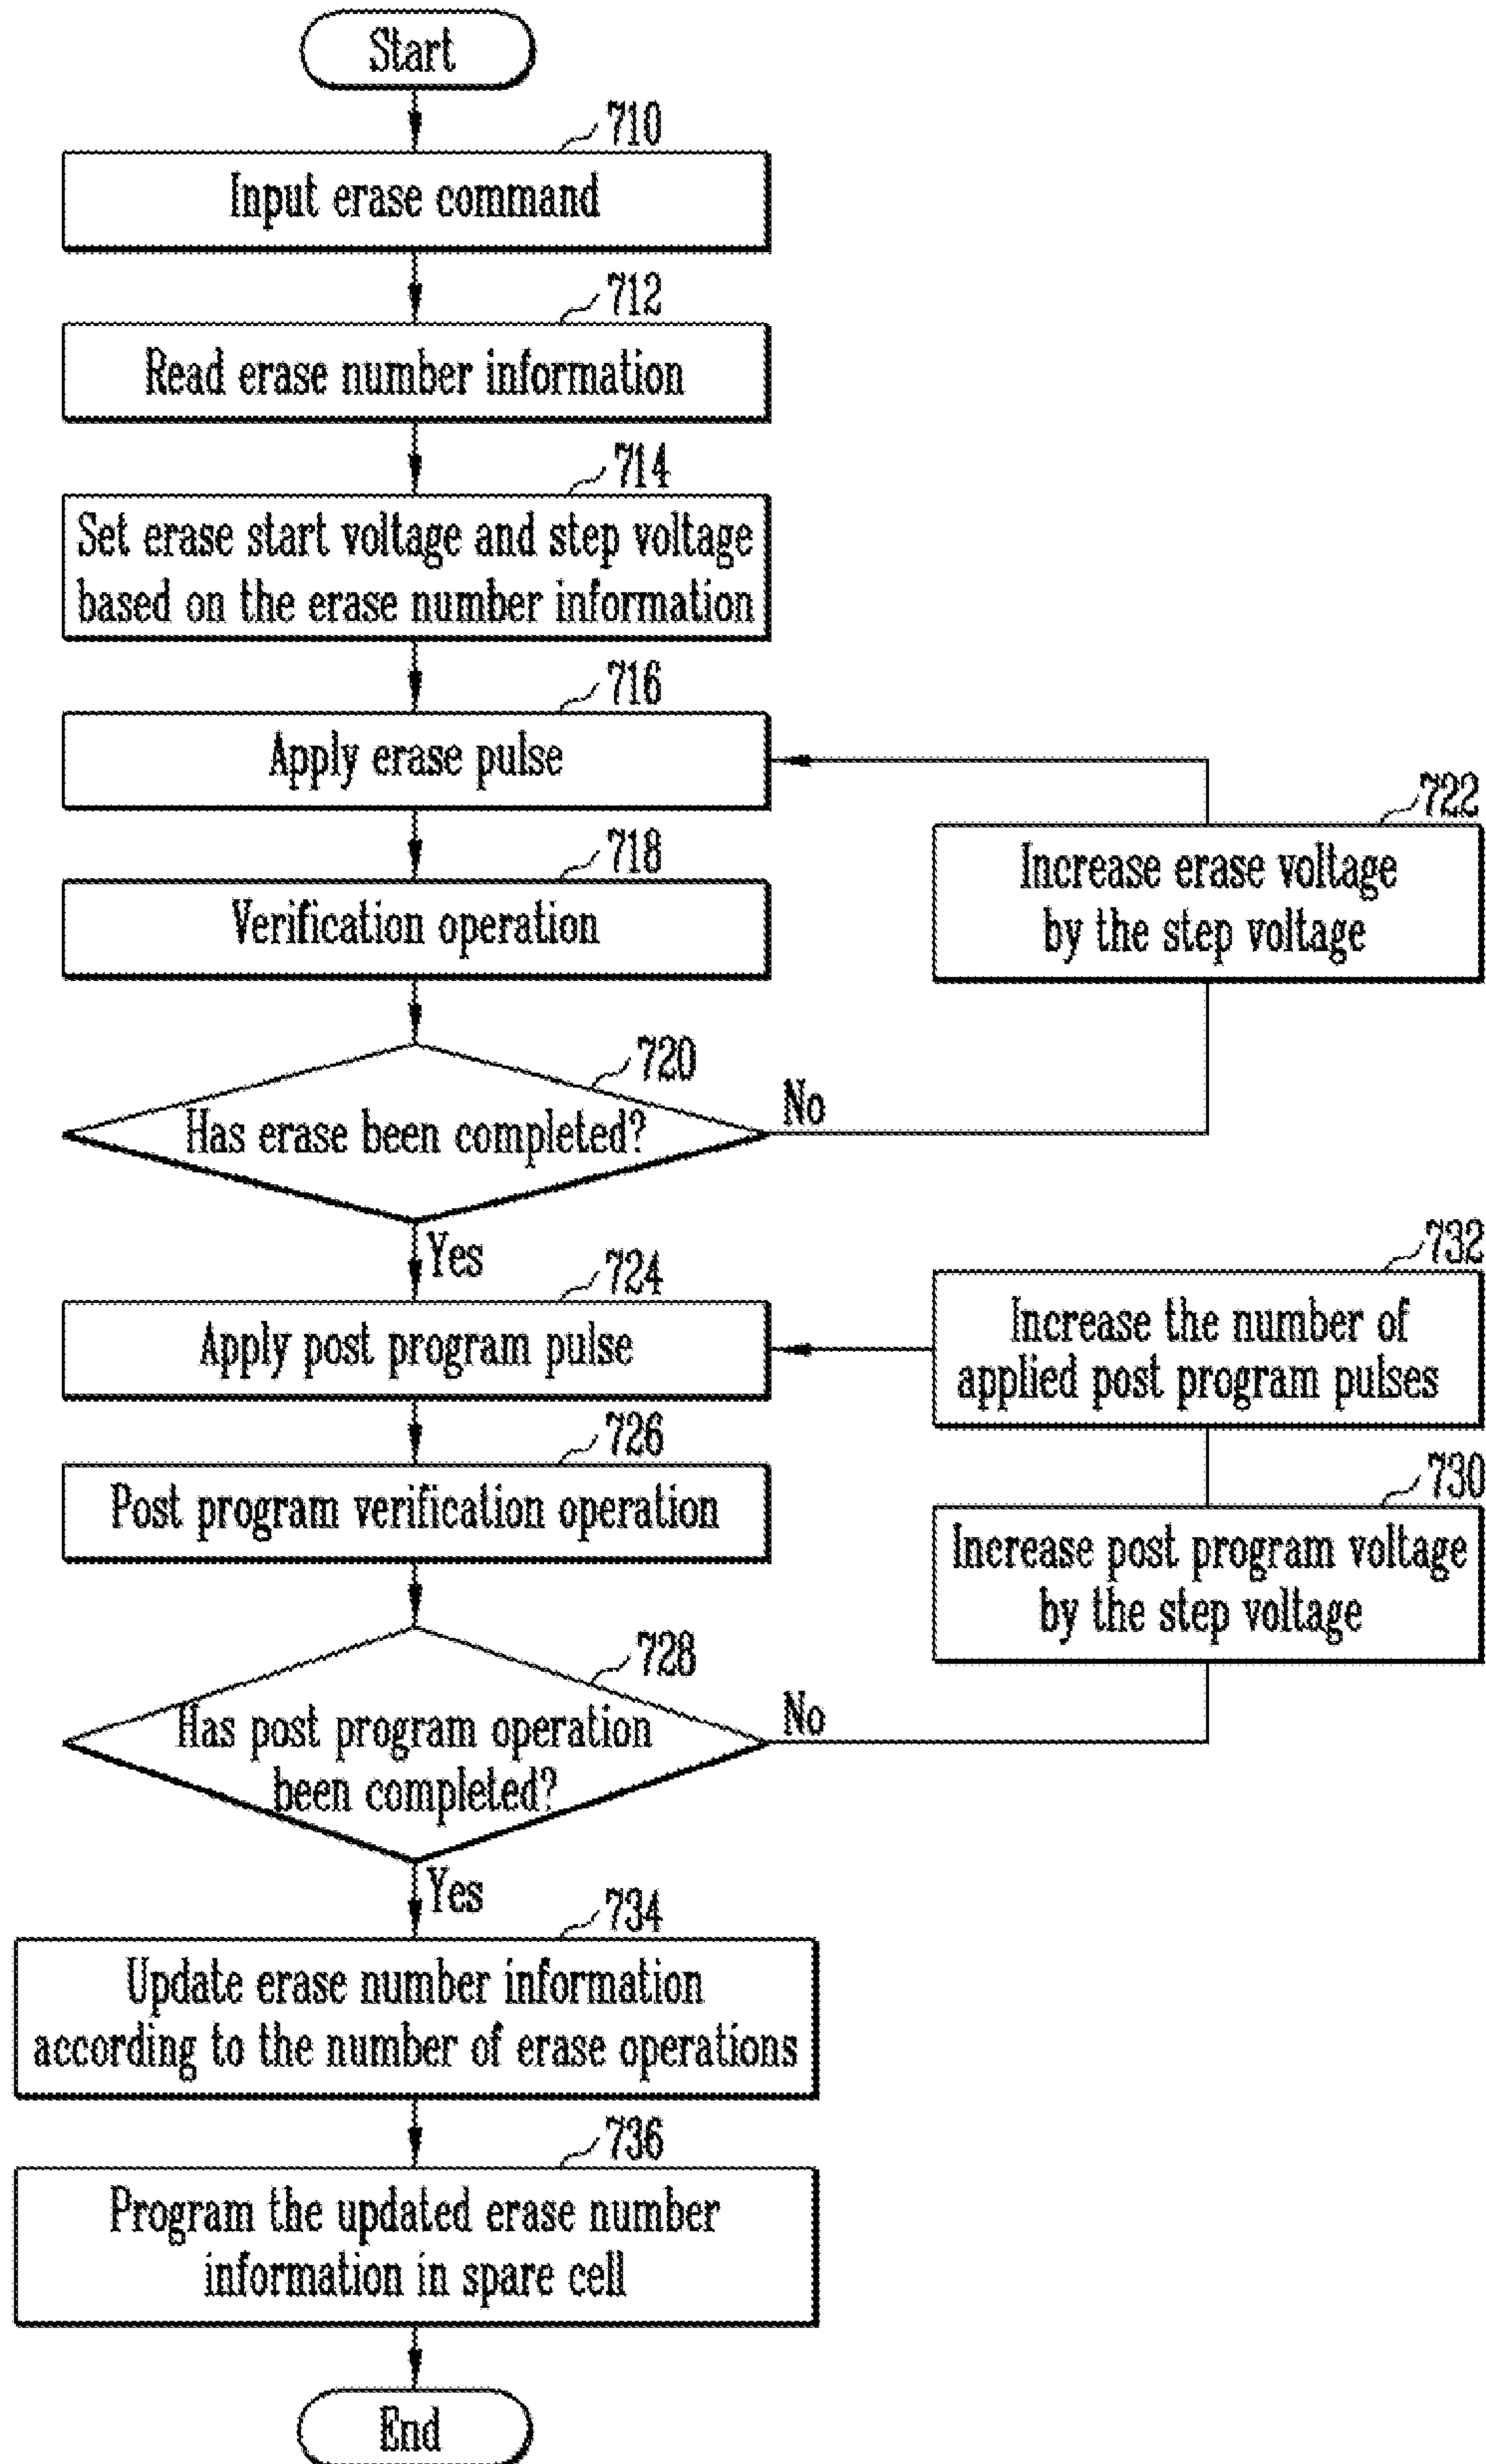 Start
710
Input erase command
712
Read erase number information
714
Set erase start voltage and step voltage
based on the erase number information
716
Apply erase pulse
718
Verification operation
720
Has erase been completed?
No
722
Increase erase voltage
by the step voltage
Yes
724
Apply post program pulse
726
Post program verification operation
728
Has post program operation
been completed?
No
730
Increase post program voltage
by the step voltage
732
Increase the number of
applied post program pulses
Yes
734
Update erase number information
according to the number of erase operations
736
Program the updated erase number
information in spare cell
End